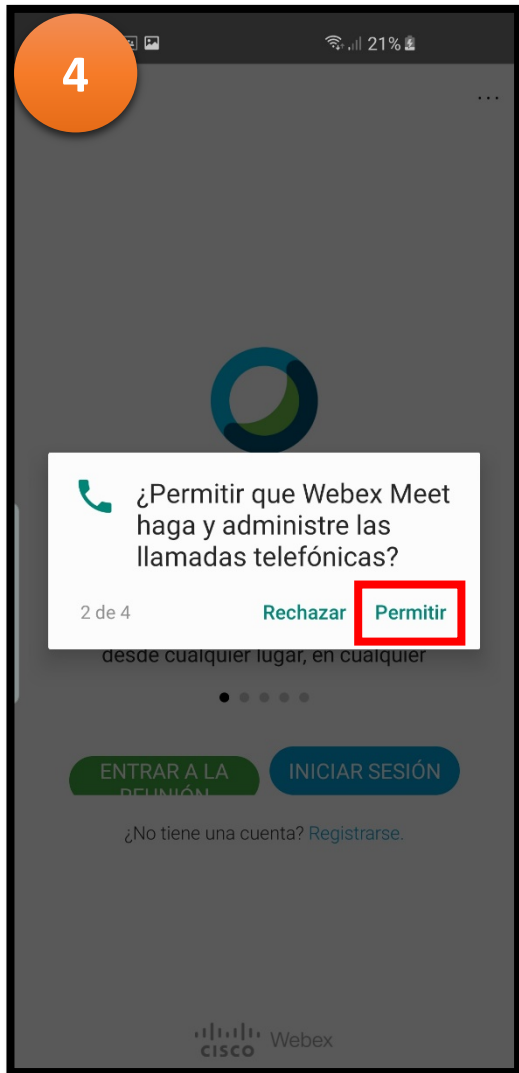 4
21%
...
¿Permitir que Webex Meet
haga y administre las
llamadas telefónicas?
2 de 4
Rechazar Permitir
desde cualquier lugar, en cualquier
ENTRAR A LA INICIAR SESIÓN
REUNIÓN
¿No tiene una cuenta? Registrarse.
CISCO Webex